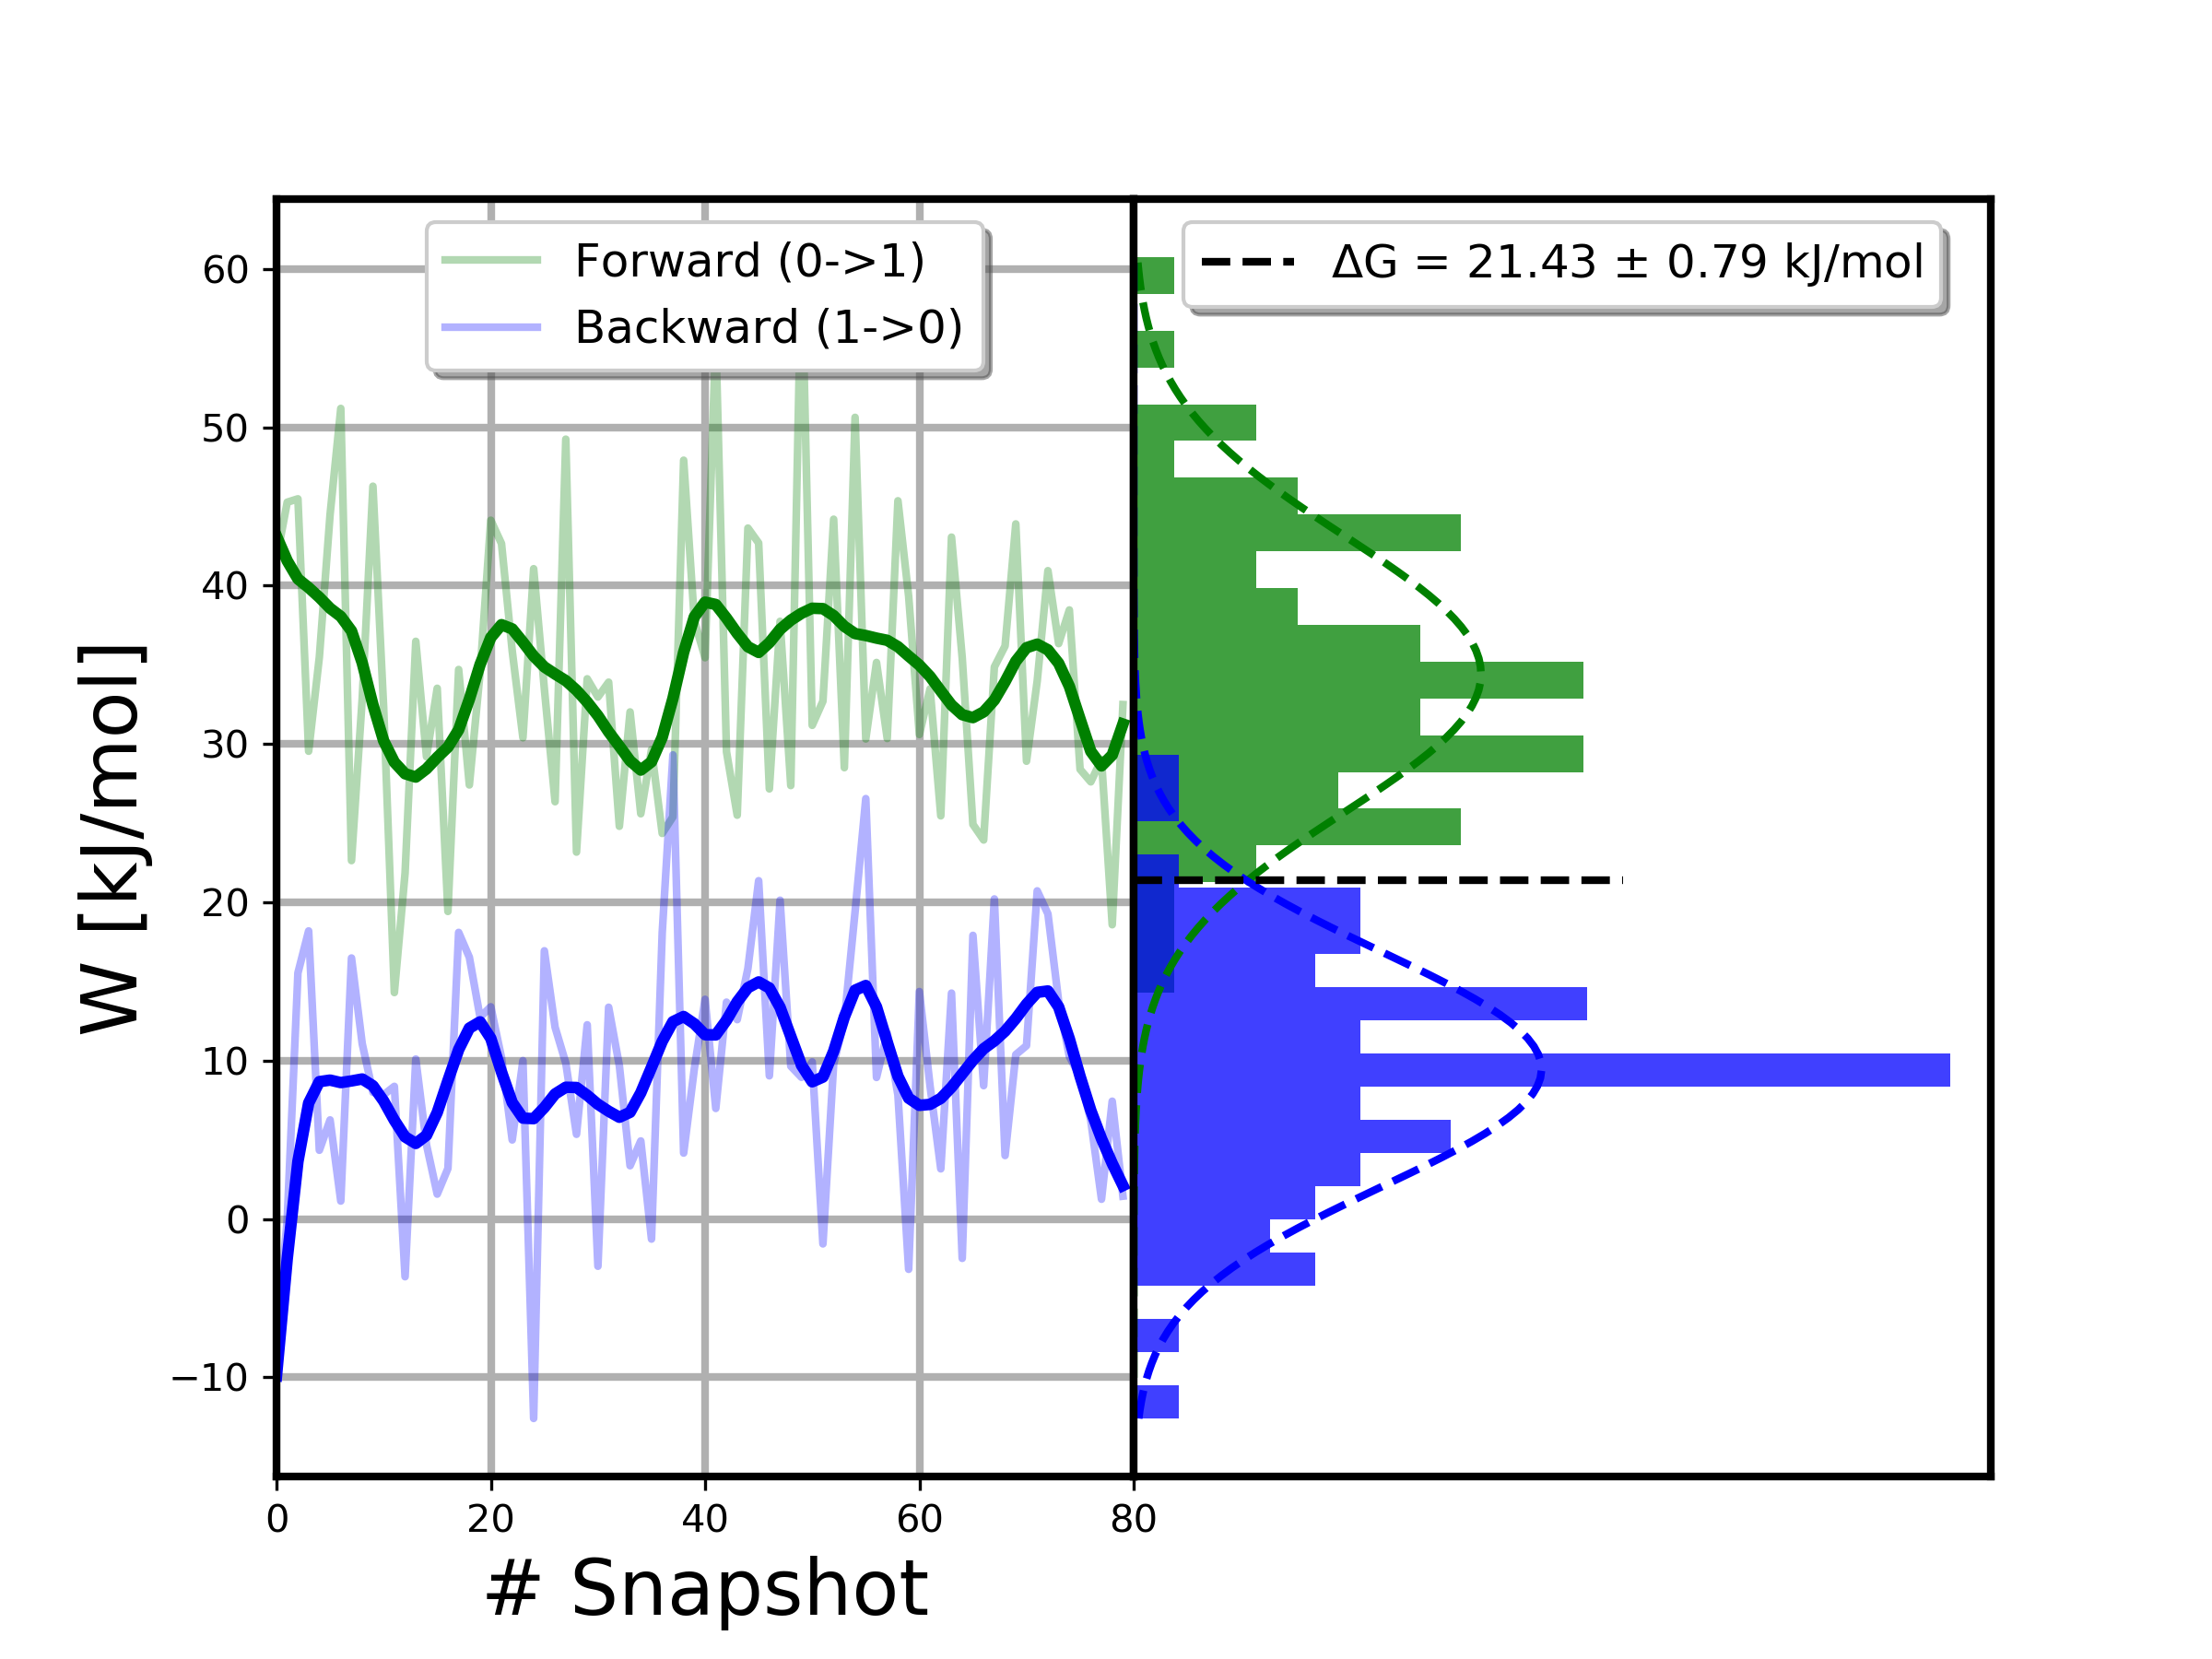 Forward (0->1)
Backward (1->0)
ΔG = 21.43 ± 0.79 kJ/mol
60
50
40
30
20
10
0
−10
W [kJ/mol]
0 20 40 60 80
# Snapshot